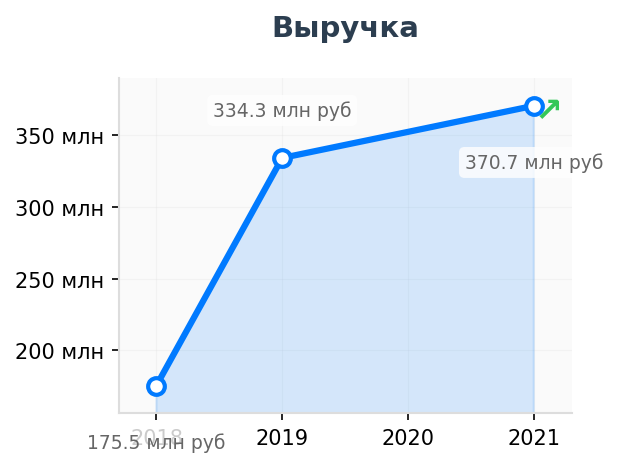 Выручка
334.3 млн руб
370.7 млн руб
350 млн
300 млн
250 млн
200 млн
2018 2019 2020 2021
175.5 млн руб